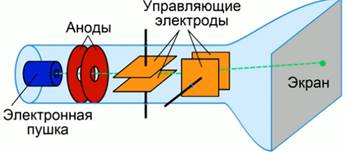 Управляющие
электроды
Аноды
Электронная
пушка
Экран